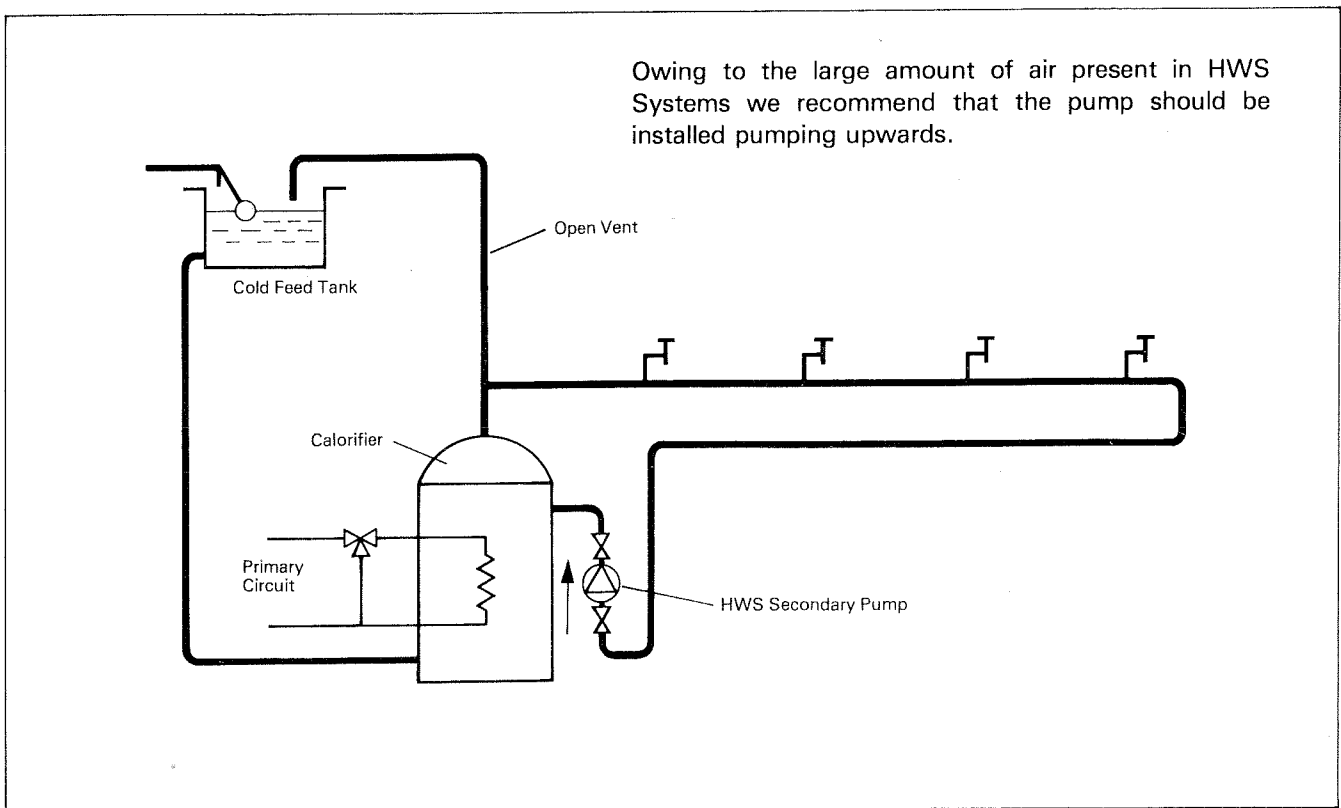 Owing to the large amount of air present in HWS
Systems we recommend that the pump should be
installed pumping upwards.
Open Vent
Cold Feed Tank
Calorifier
Primary
Circuit
HWS Secondary Pump